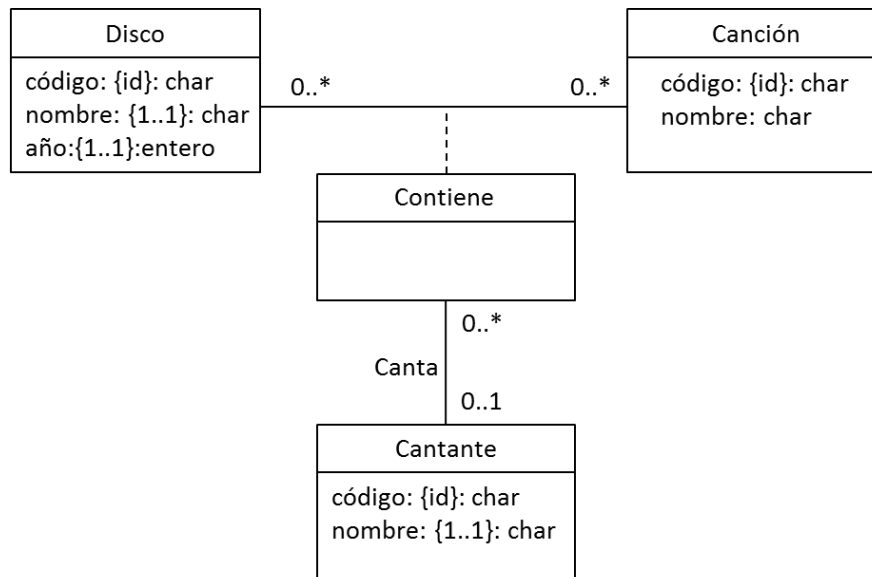 Disco
código: {id}: char
nombre: {1..1}: char
año:{1..1}:entero
0..*
0..*
Canción
código: {id}: char
nombre: char
Contiene
0..*
Canta
0..1
Cantante
código: {id}: char
nombre: {1..1}: char